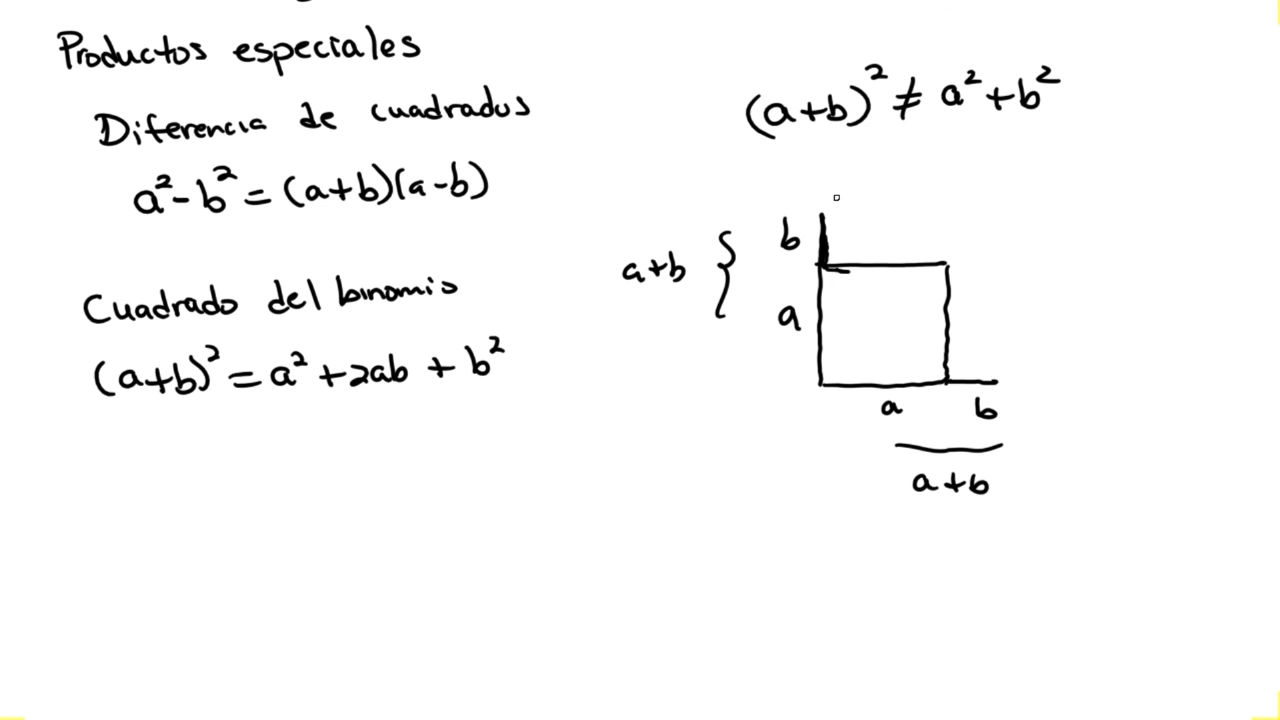 Productos especiales
Diferencia de cuadrados
a² - b² = (a+b)(a-b)
Cuadrado del binomio
(a+b)² = a² + 2ab + b²
(a+b)² ≠ a² + b²
b
a+b {
a
a b
a+b